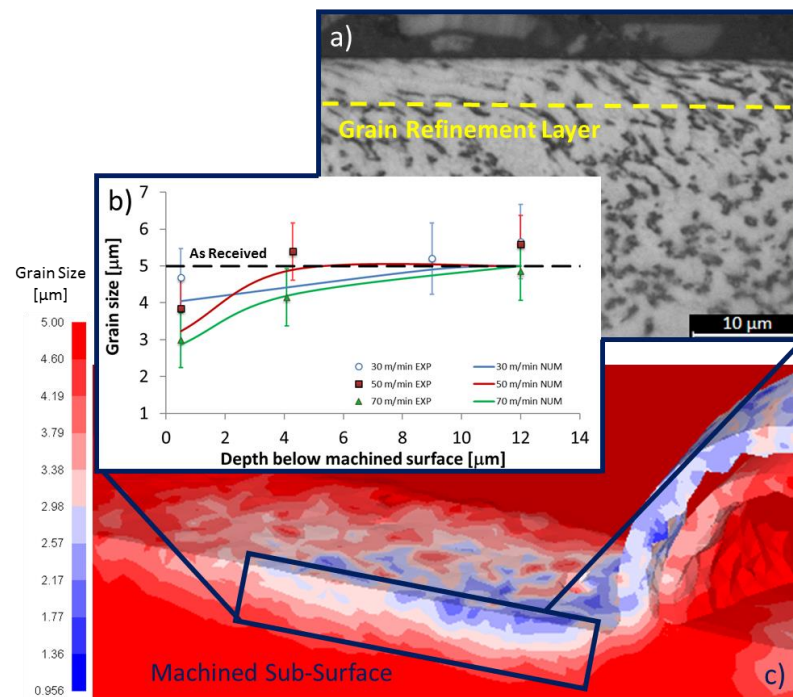 a)
Grain Refinement Layer
10 µm
b)
7
6
5
4
3
2
1
As Received
Grain size [µm]
30 m/min EXP 30 m/min NUM
50 m/min EXP 50 m/min NUM
70 m/min EXP 70 m/min NUM
0 2 4 6 8 10 12 14
Depth below machined surface [µm]
Grain Size
[µm]
5.00
4.60
4.19
3.79
3.38
2.98
2.57
2.17
1.77
1.36
0.956
Machined Sub-Surface
c)